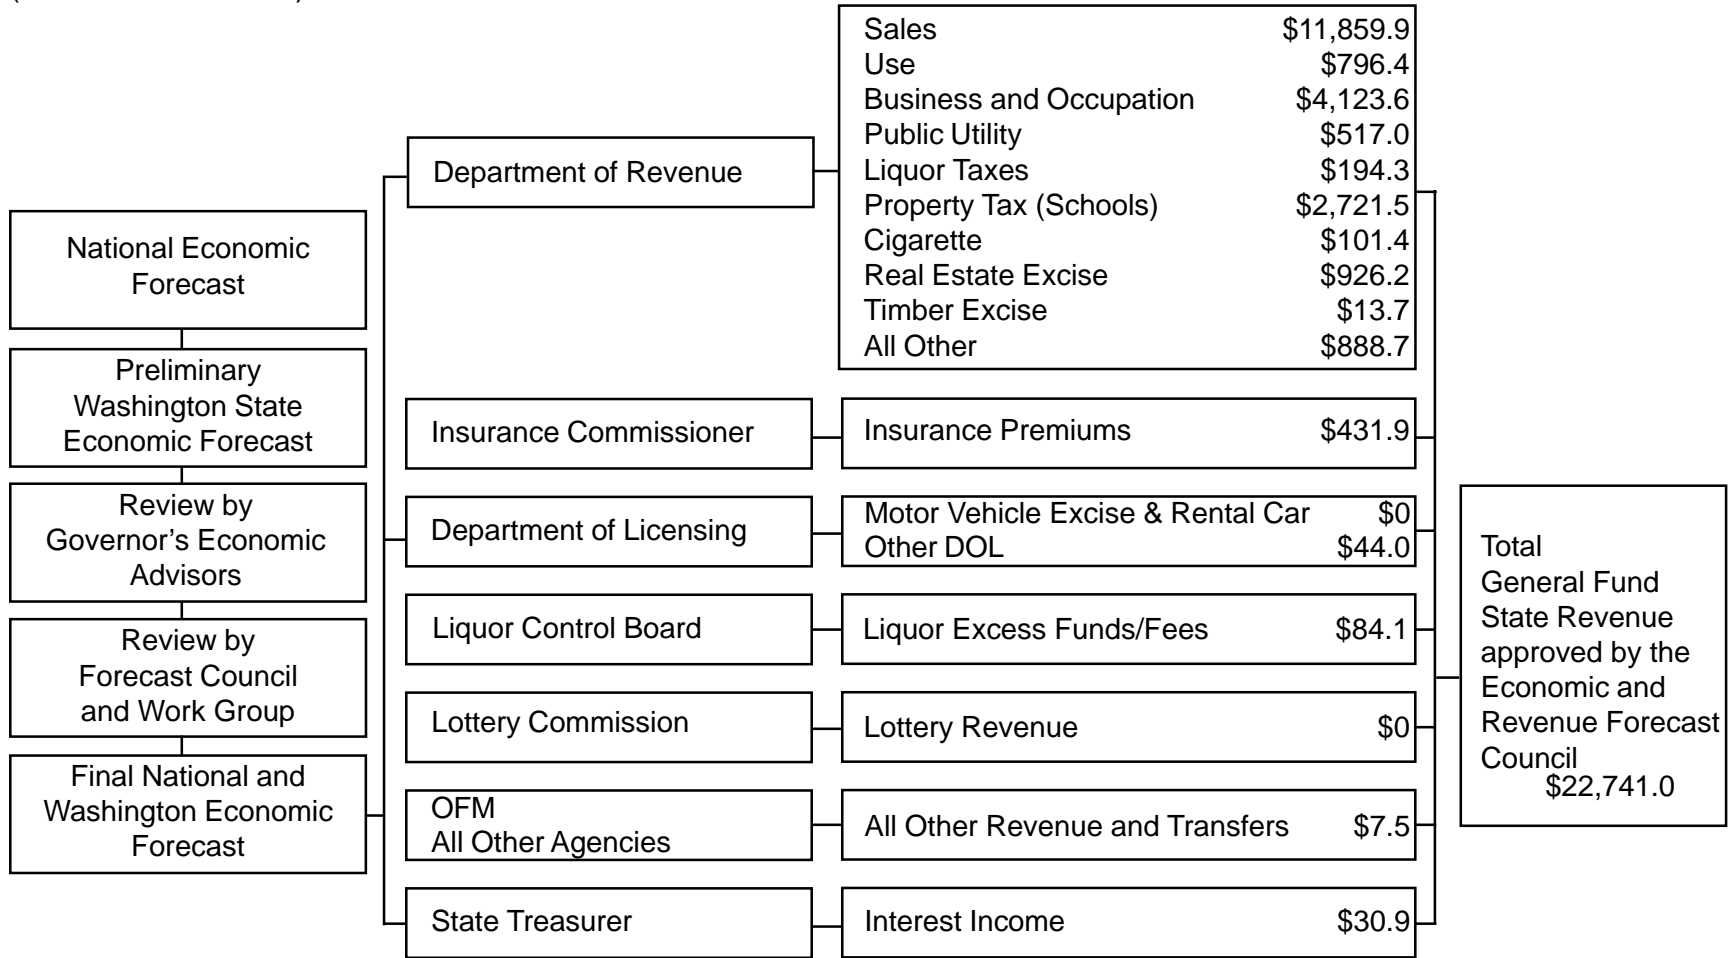 National Economic
Forecast
Preliminary
Washington State
Economic Forecast
Review by
Governor’s Economic
Advisors
Review by
Forecast Council
and Work Group
Final National and
Washington Economic
Forecast
Department of Revenue
Sales $11,859.9
Use $796.4
Business and Occupation $4,123.6
Public Utility $517.0
Liquor Taxes $194.3
Property Tax (Schools) $2,721.5
Cigarette $101.4
Real Estate Excise $926.2
Timber Excise $13.7
All Other $888.7
Insurance Commissioner
Insurance Premiums $431.9
Department of Licensing
Motor Vehicle Excise & Rental Car $0
Other DOL $44.0
Liquor Control Board
Liquor Excess Funds/Fees $84.1
Lottery Commission
Lottery Revenue $0
OFM
All Other Agencies
All Other Revenue and Transfers $7.5
State Treasurer
Interest Income $30.9
Total
General Fund
State Revenue
approved by the
Economic and
Revenue Forecast
Council
$22,741.0